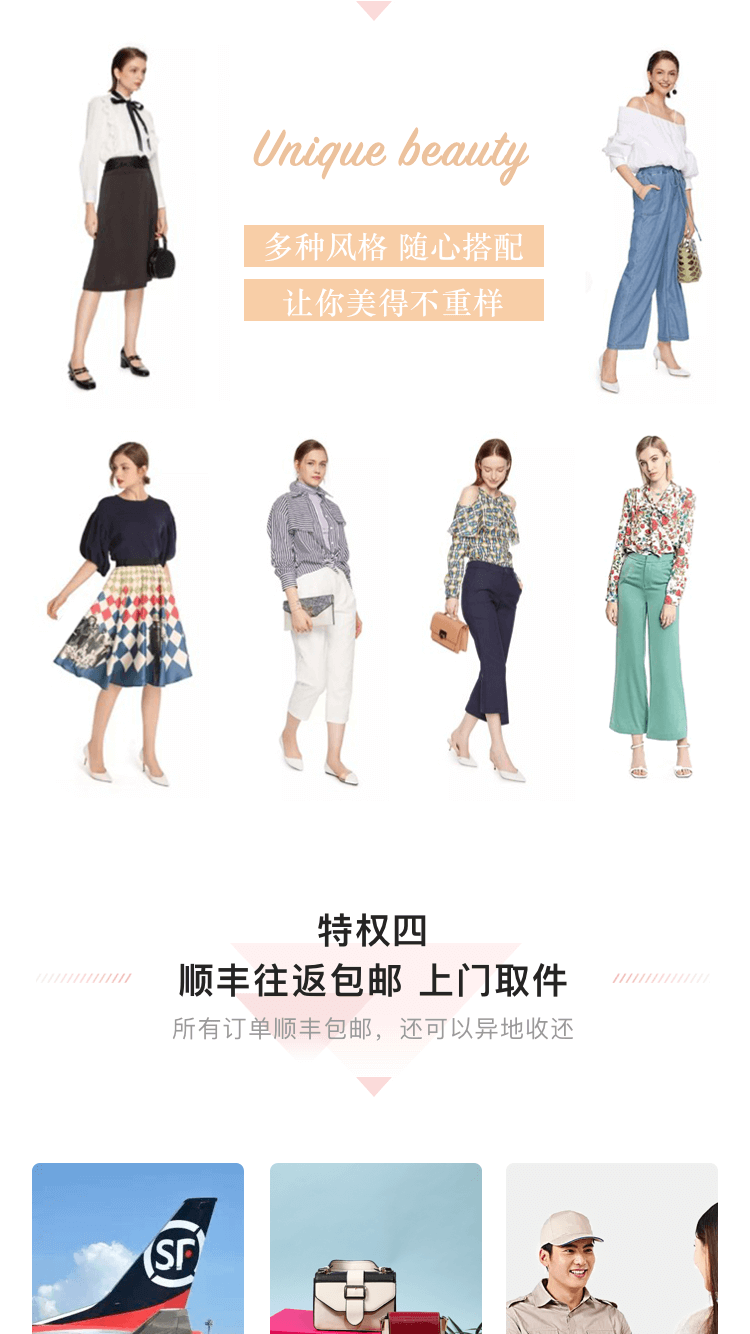 Unique beauty
多种风格 随心搭配
让你美得不重样
特权四
顺丰往返包邮 上门取件
所有订单顺丰包邮，还可以异地收还
SF